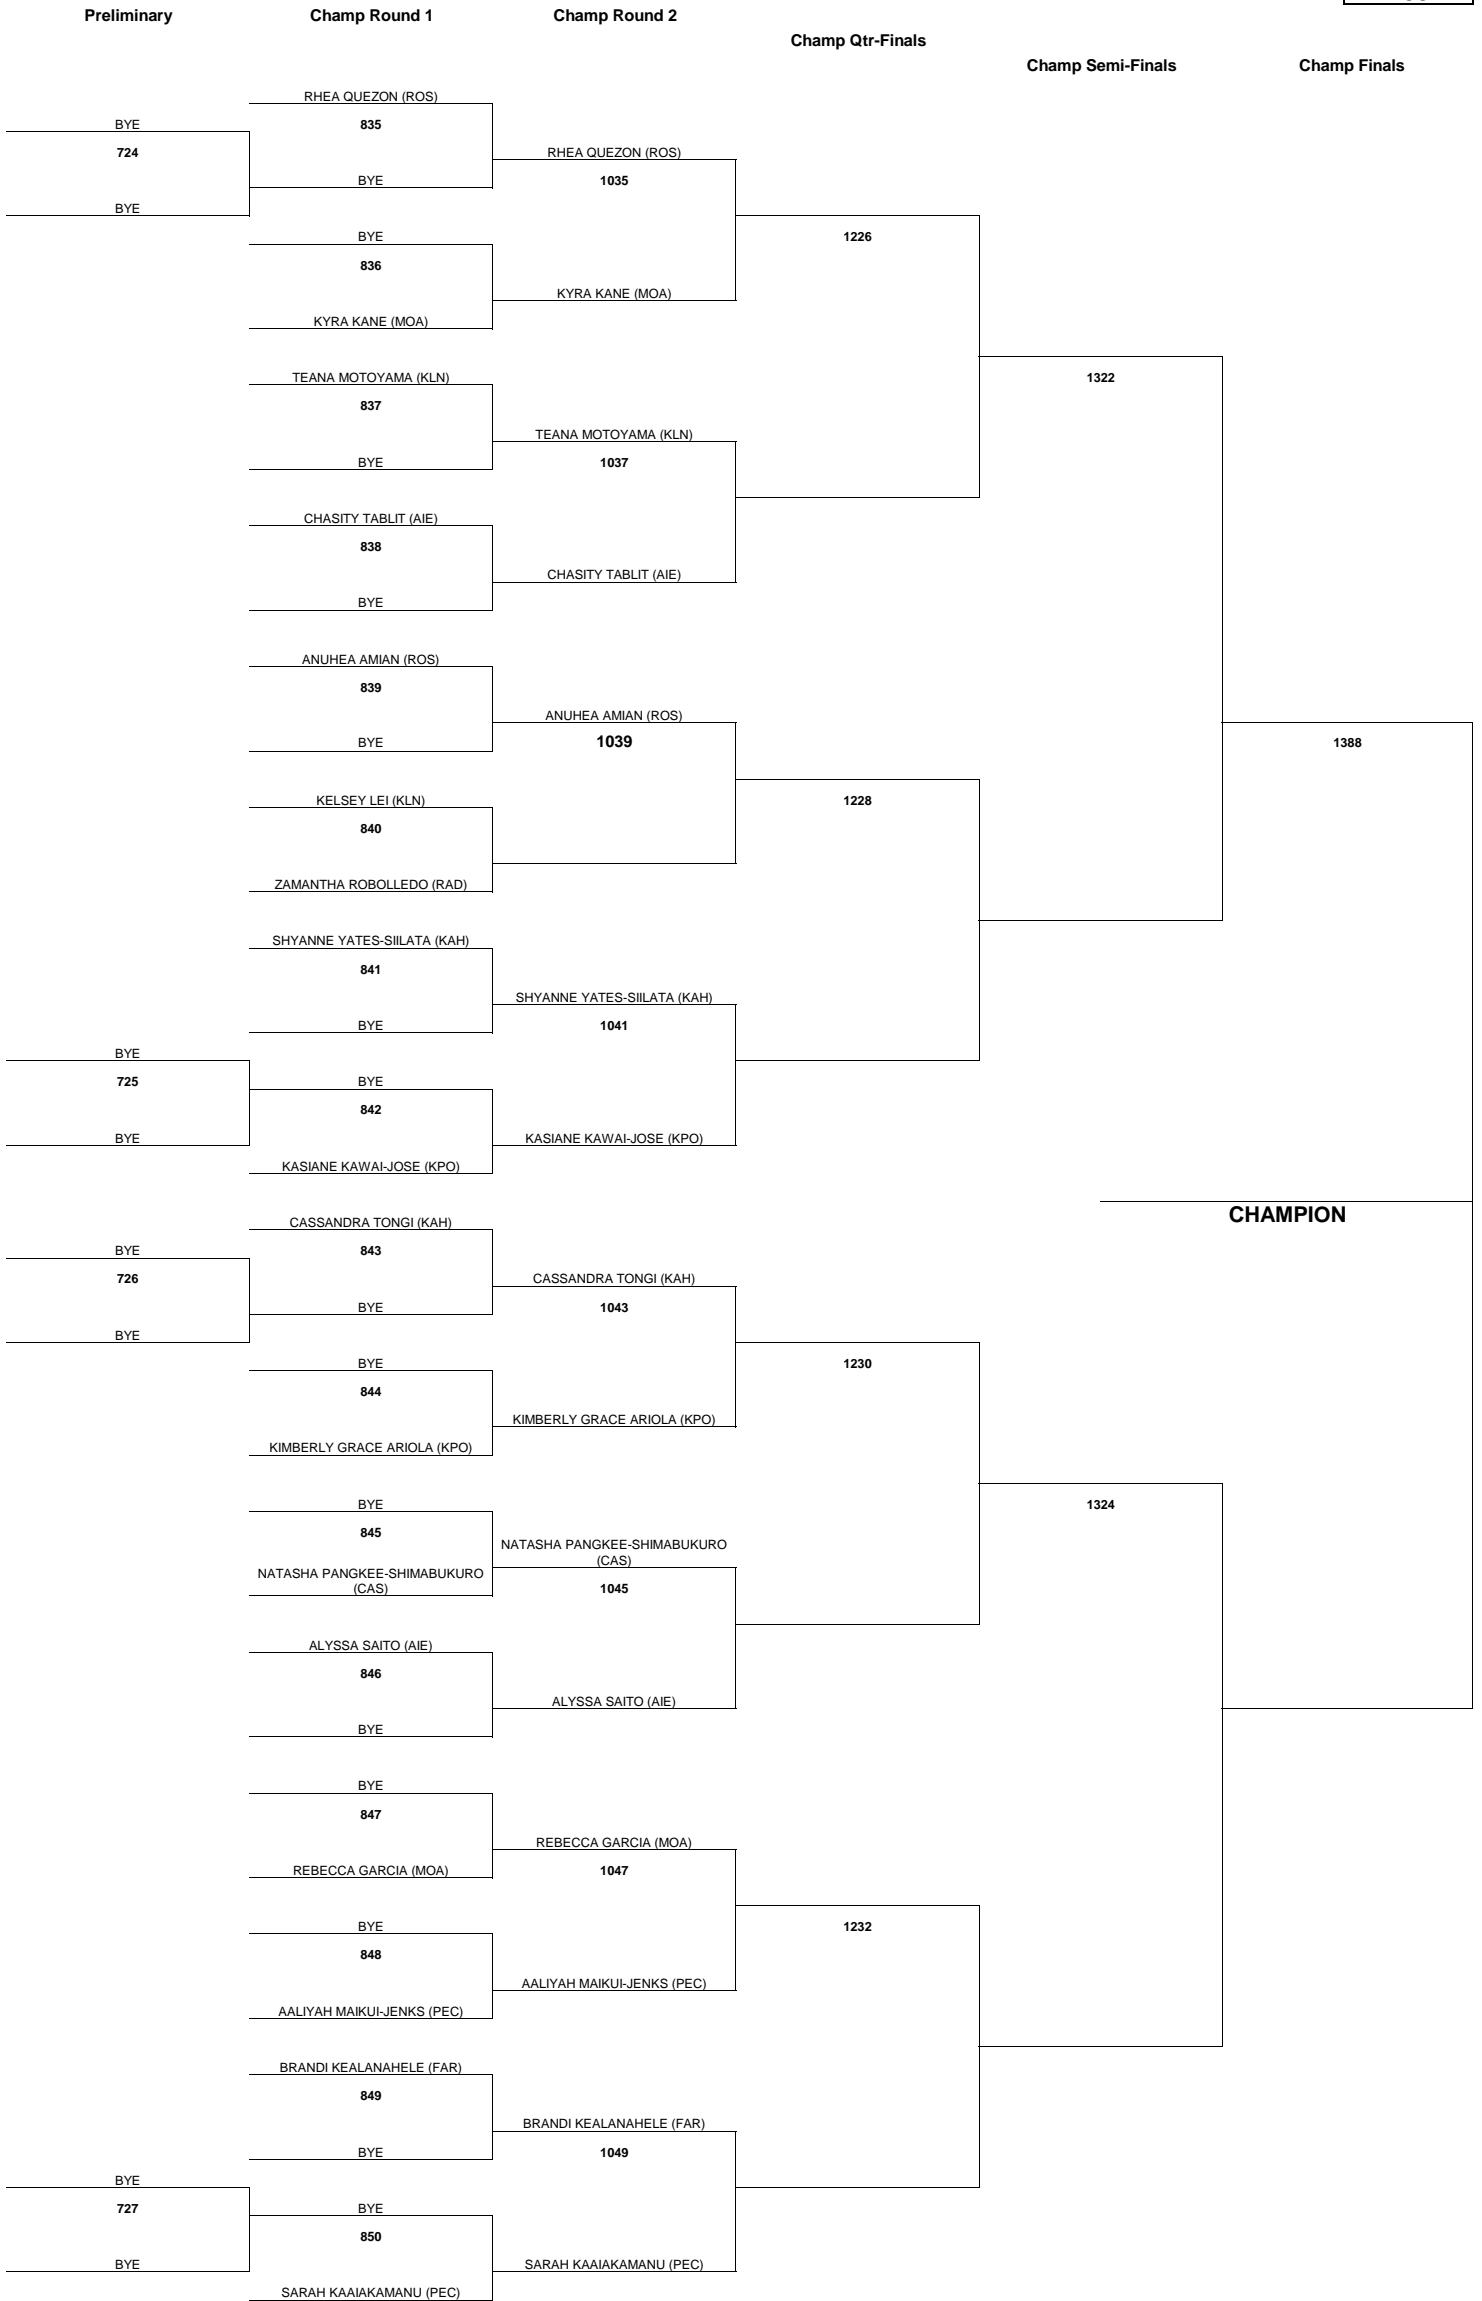 Preliminary
Champ Round 1
Champ Round 2
Champ Qtr-Finals
Champ Semi-Finals
Champ Finals
RHEA QUEZON (ROS)
BYE
835
724
RHEA QUEZON (ROS)
BYE
1035
BYE
BYE
1226
836
KYRA KANE (MOA)
KYRA KANE (MOA)
TEANA MOTOYAMA (KLN)
1322
837
TEANA MOTOYAMA (KLN)
BYE
1037
CHASITY TABLIT (AIE)
838
CHASITY TABLIT (AIE)
BYE
ANUHEA AMIAN (ROS)
839
ANUHEA AMIAN (ROS)
BYE
1039
1388
KELSEY LEI (KLN)
1228
840
ZAMANTHA ROBOLLEDO (RAD)
SHYANNE YATES-SIILATA (KAH)
841
SHYANNE YATES-SIILATA (KAH)
BYE
1041
BYE
725
BYE
842
BYE
KASIANE KAWAI-JOSE (KPO)
KASIANE KAWAI-JOSE (KPO)
CHAMPION
CASSANDRA TONGI (KAH)
BYE
843
726
CASSANDRA TONGI (KAH)
BYE
1043
BYE
BYE
1230
844
KIMBERLY GRACE ARIOLA (KPO)
KIMBERLY GRACE ARIOLA (KPO)
BYE
1324
845
NATASHA PANGKEE-SHIMABUKURO
(CAS)
NATASHA PANGKEE-SHIMABUKURO
(CAS)
1045
ALYSSA SAITO (AIE)
846
ALYSSA SAITO (AIE)
BYE
BYE
847
REBECCA GARCIA (MOA)
REBECCA GARCIA (MOA)
1047
BYE
1232
848
AALIYAH MAIKUI-JENKS (PEC)
AALIYAH MAIKUI-JENKS (PEC)
BRANDI KEALANAHELE (FAR)
849
BRANDI KEALANAHELE (FAR)
BYE
1049
BYE
727
BYE
850
BYE
SARAH KAAIAKAMANU (PEC)
SARAH KAAIAKAMANU (PEC)